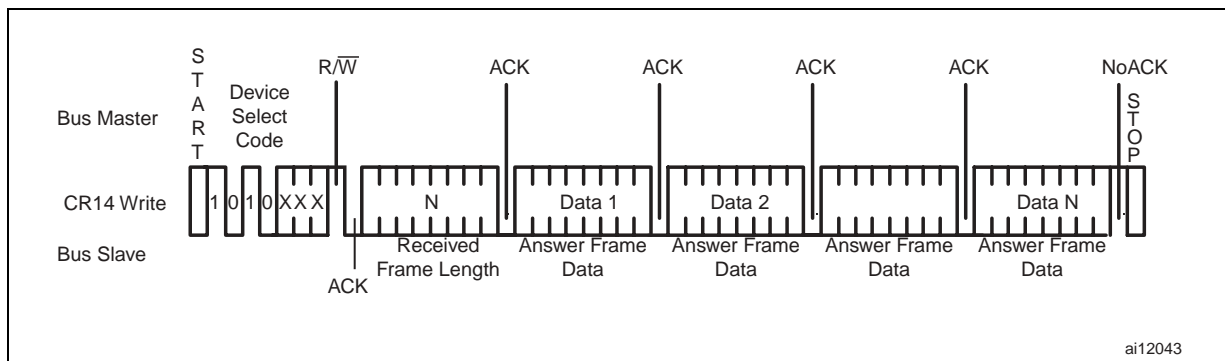 START
Device
Select
Code
R/W
ACK
ACK
ACK
ACK
NoACK
STOP
Bus Master
CR14 Write
1 0 1 0 X X X
N
Data 1
Data 2
Data N
Bus Slave
ACK
Received
Frame Length
Answer Frame
Data
Answer Frame
Data
Answer Frame
Data
Answer Frame
Data
ai12043